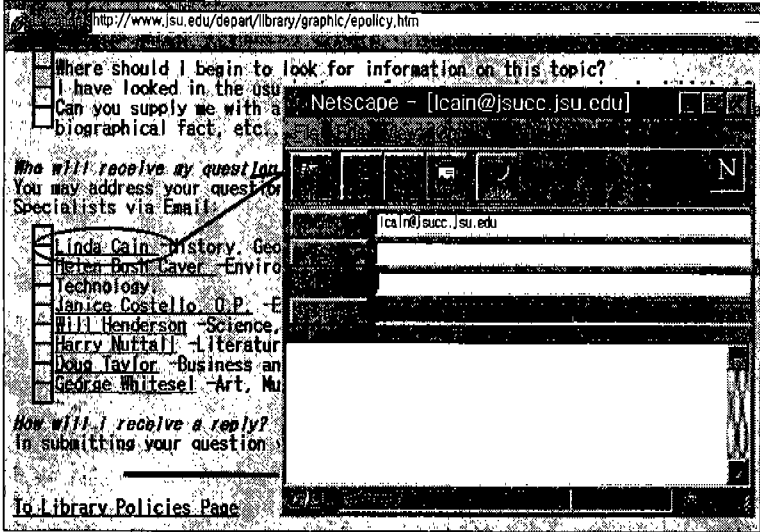 http://www.jsu.edu/depart/library/graphic/epolicy.htm
Where should I begin to look for information on this topic?
I have looked in the usu
Can you supply me with a
biographical fact, etc.
Netscape - [lcain@jsucc.jsu.edu]
N
Who will receive my question
You may address your question
Specialists via Email:
lcain@jsucc.jsu.edu
Linda Cain -History, Geo
Helen Bush Caver -Enviro
Technology
Janice Costello, O.P. -E
Will Henderson -Science,
Harry Nuttall -Literatur
Doug Taylor -Business an
George Whitesel -Art, Mu
How will I receive a reply?
In submitting your question
To Library Policies Page